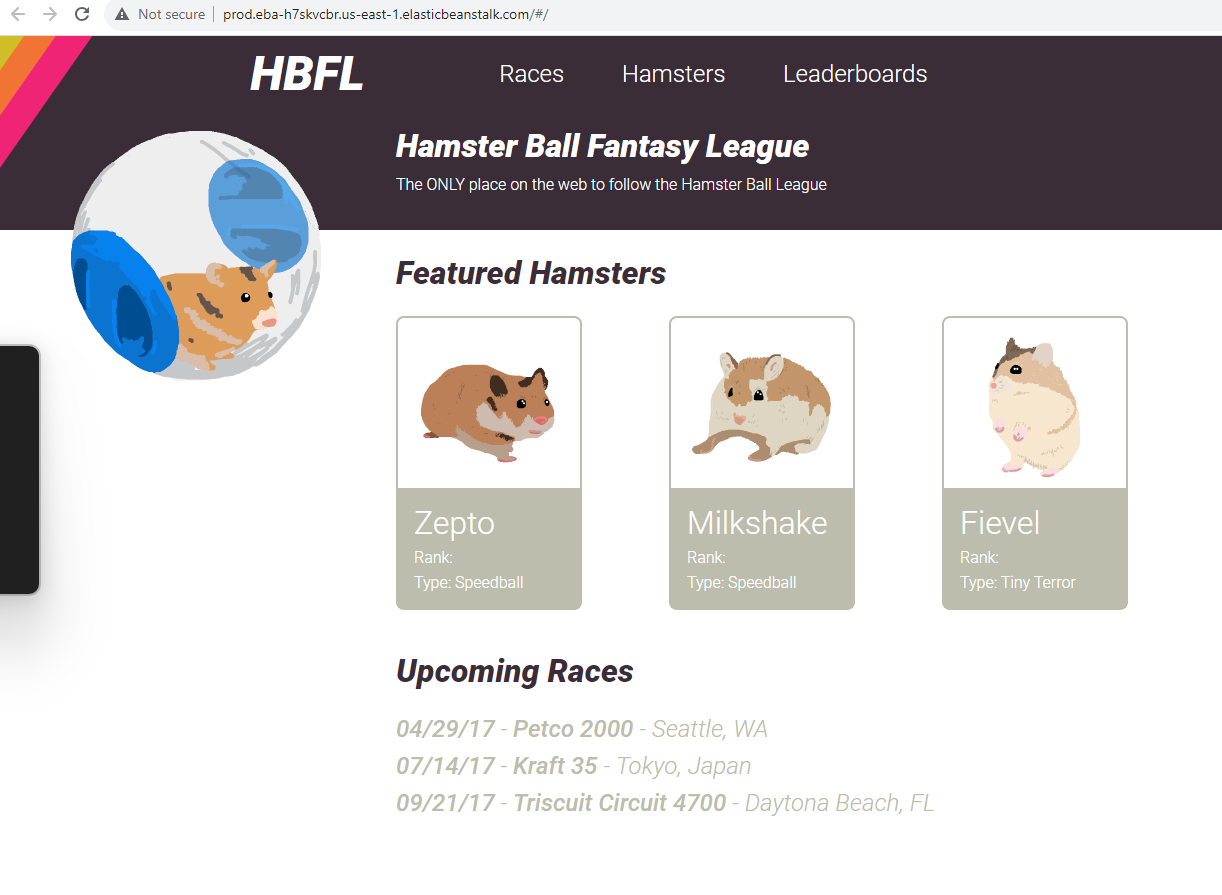 Not secure | prod.eba-h7skvcbr.us-east-1.elasticbeanstalk.com/#/
HBFL Races Hamsters Leaderboards
Hamster Ball Fantasy League
The ONLY place on the web to follow the Hamster Ball League
Featured Hamsters
Zepto
Rank:
Type: Speedball
Milkshake
Rank:
Type: Speedball
Fievel
Rank:
Type: Tiny Terror
Upcoming Races
04/29/17 - Petco 2000 - Seattle, WA
07/14/17 - Kraft 35 - Tokyo, Japan
09/21/17 - Triscuit Circuit 4700 - Daytona Beach, FL